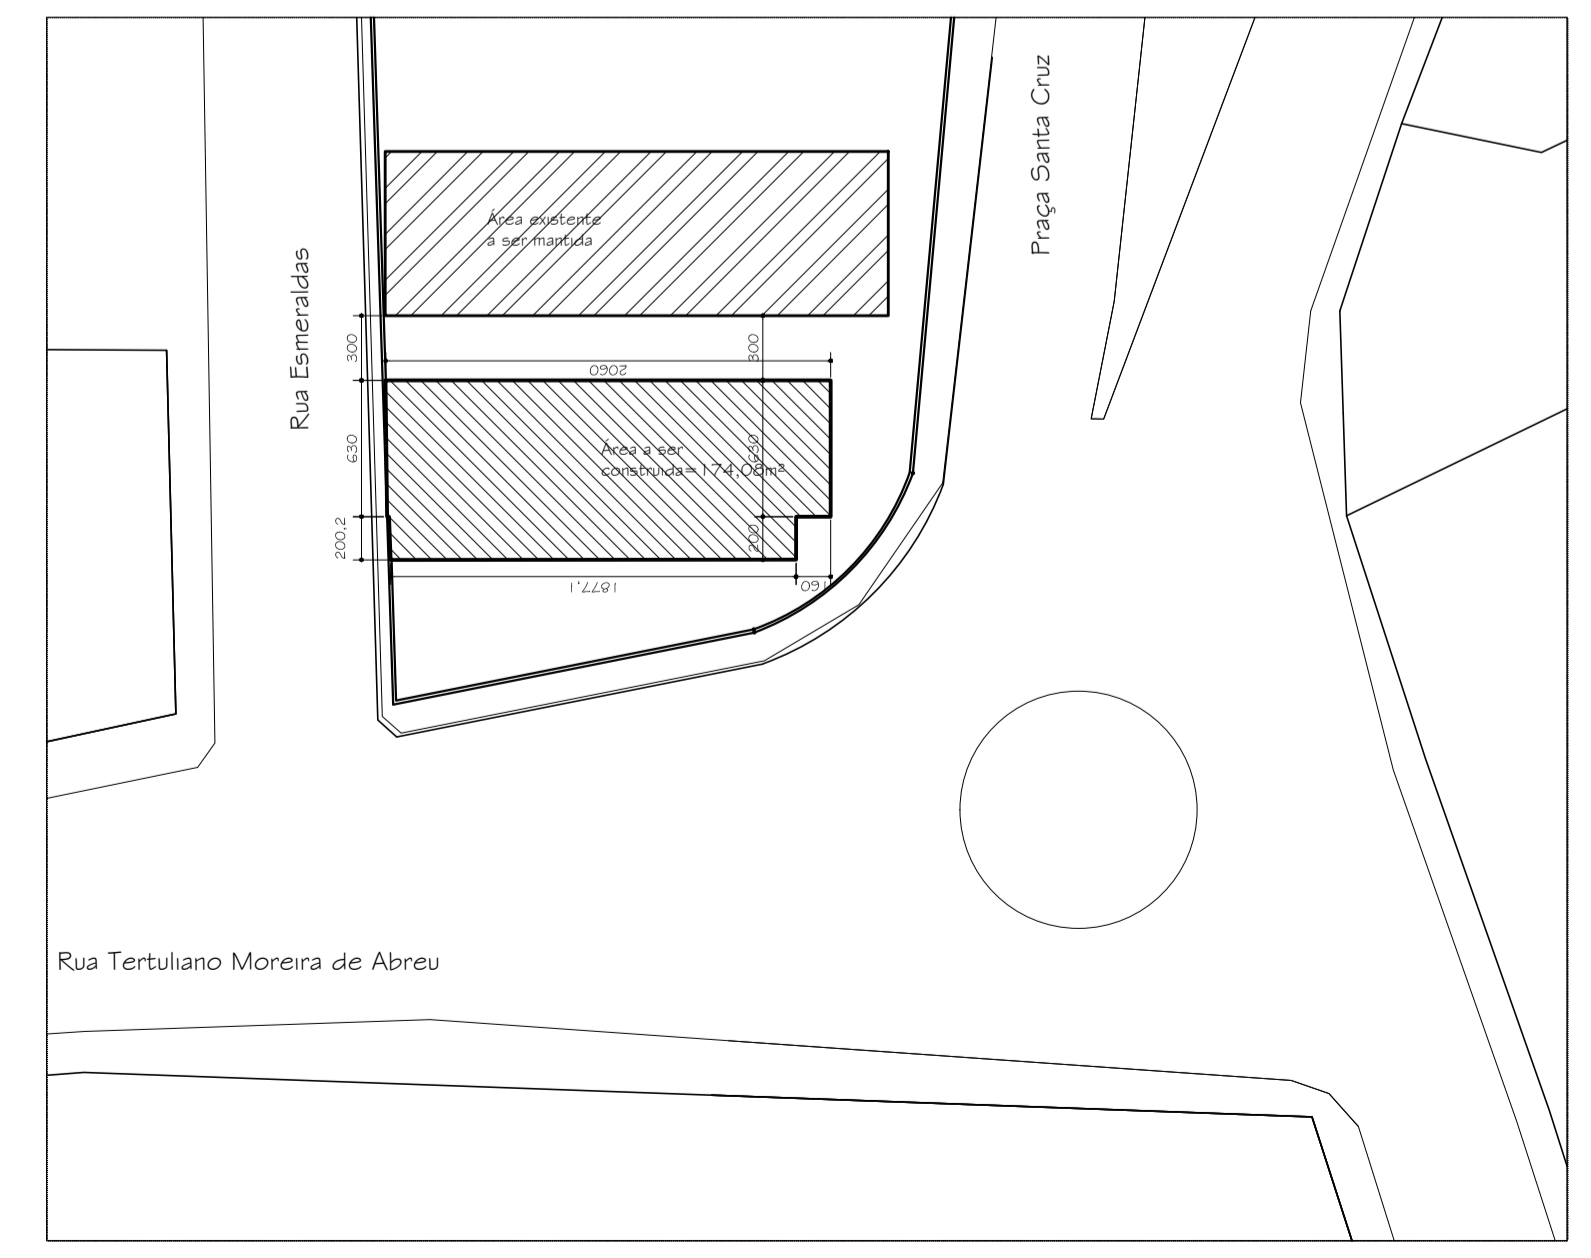 Praça Santa Cruz
Área existente
a ser mantida
Rua Esmeraldas
300
300
2060
630
630
Área a ser
construida=174,08m²
200,2
200
1877,1
160
Rua Tertuliano Moreira de Abreu